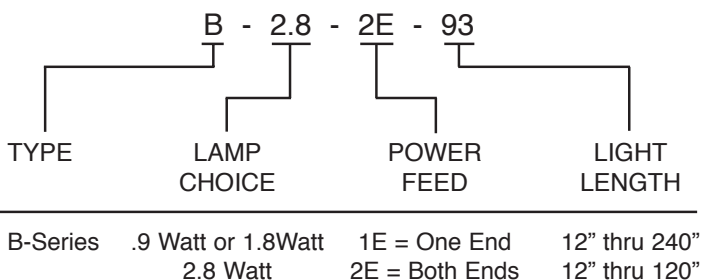 B - 2.8 - 2E - 93
TYPE LAMP CHOICE POWER FEED LIGHT LENGTH
B-Series .9 Watt or 1.8Watt 1E = One End 12” thru 240”
2.8 Watt 2E = Both Ends 12” thru 120”